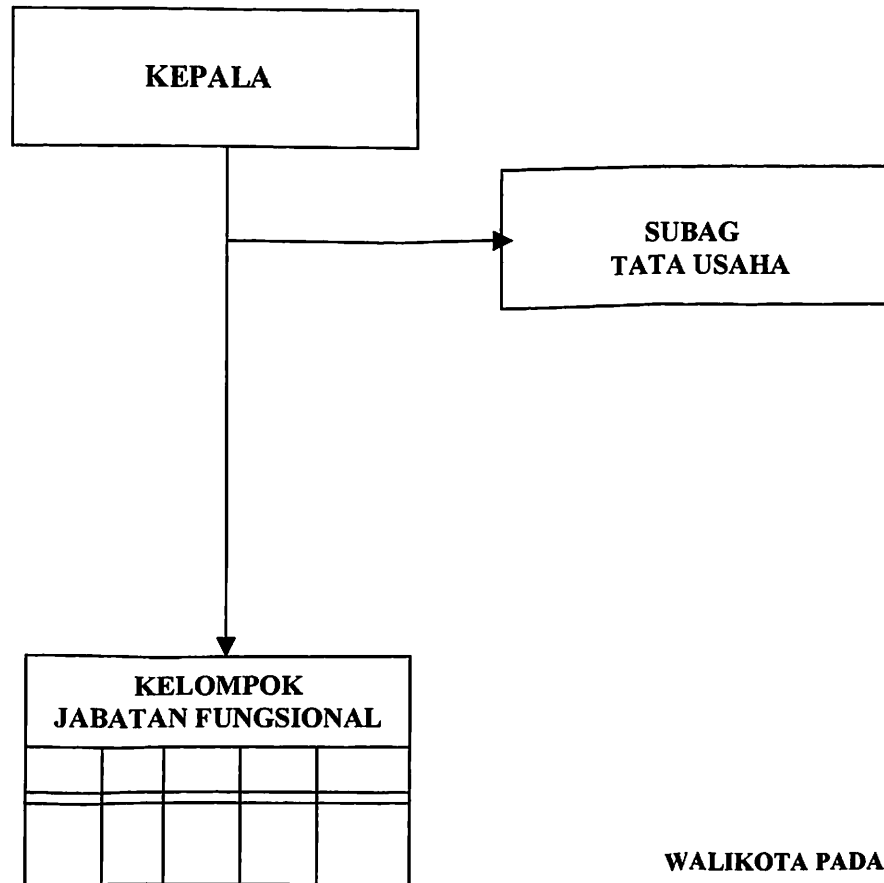 KEPALA
SUBAG
TATA USAHA
KELOMPOK
JABATAN FUNGSIONAL
WALIKOTA PADA